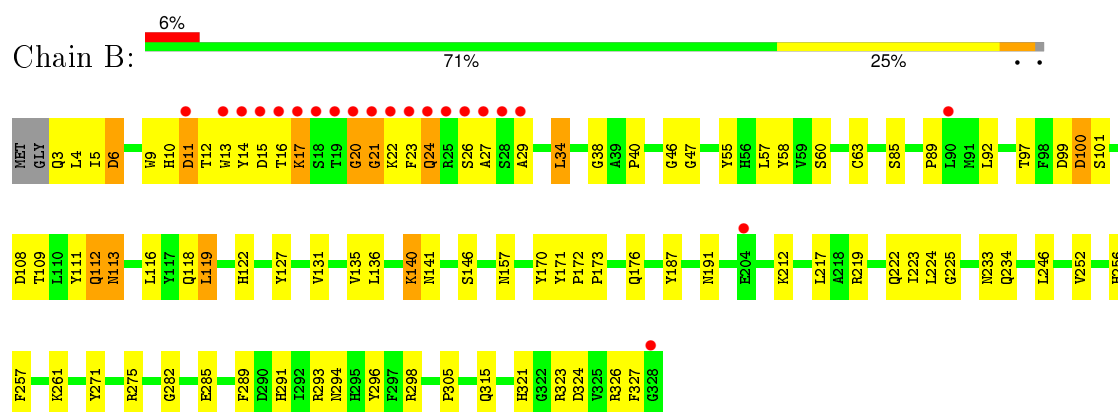 6%
Chain B:
71% 25% • •
MET GLY Q3 L4 I5 D6 W9 H10 D11 T12 W13 Y14 D15 T16 K17 S18 T19 G20 G21 K22 F23 Q24 R25 S26 A27 S28 A29 L34 G38 A39 P40 G46 G47 Y55 H56 L57 Y58 V59 S60 C63 S85 P89 L90 M91 L92 T97 F98 D99 D100 S101
D108 T109 L110 Y111 Q112 N113 L116 Y117 Q118 L119 H122 Y127 V131 V135 L136 K140 N141 S146 N157 Y170 Y171 P172 P173 Q176 Y187 N191 E204 K212 L217 A218 R219 Q222 I223 L224 G225 N233 Q234 L246 V252 H256
F257 K261 Y271 R275 G282 E285 F289 D290 H291 I292 R293 N294 H295 Y296 F297 R298 P305 Q315 H321 G322 R323 D324 V325 R326 F327 G328